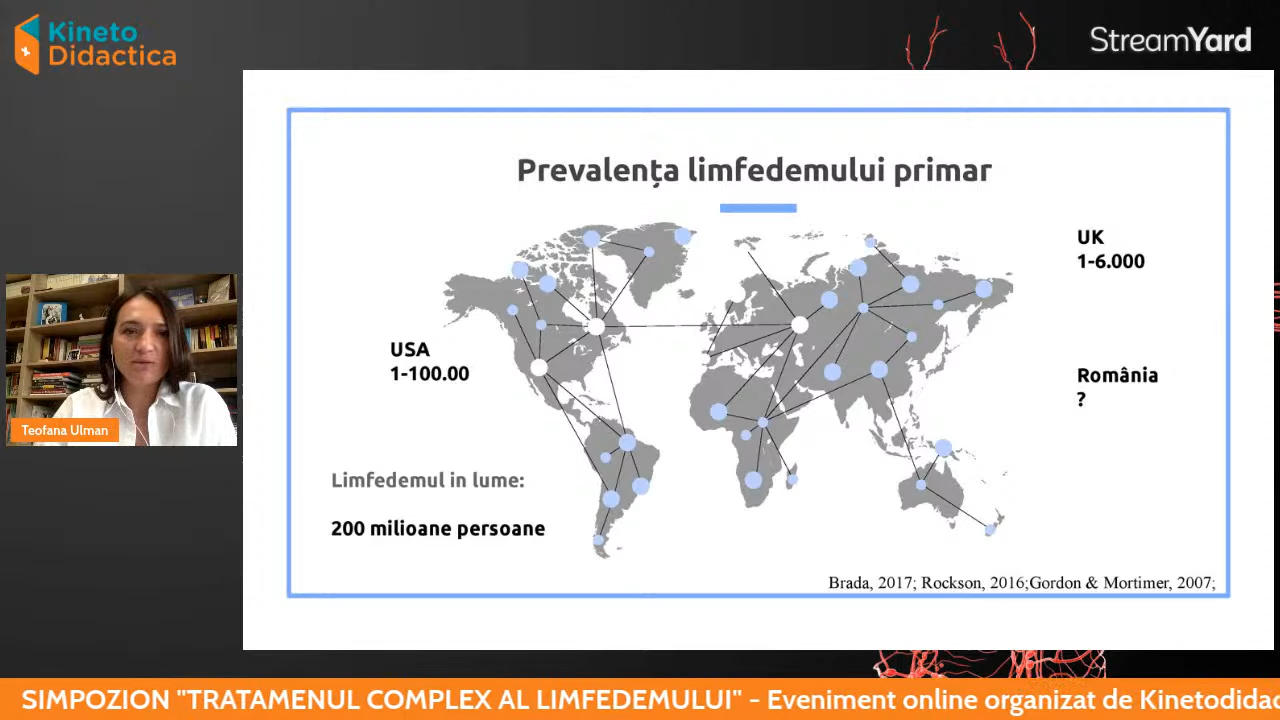 Kineto
Didactica
StreamYard
Prevalența limfedemului primar
UK
1-6.000
USA
1-100.00
România
?
Limfedemul in lume:
200 milioane persoane
Brada, 2017; Rockson, 2016;Gordon & Mortimer, 2007;
Teofana Ulman
SIMPOZION "TRATAMENUL COMPLEX AL LIMFEDEMULUI" - Eveniment online organizat de Kinetodidac